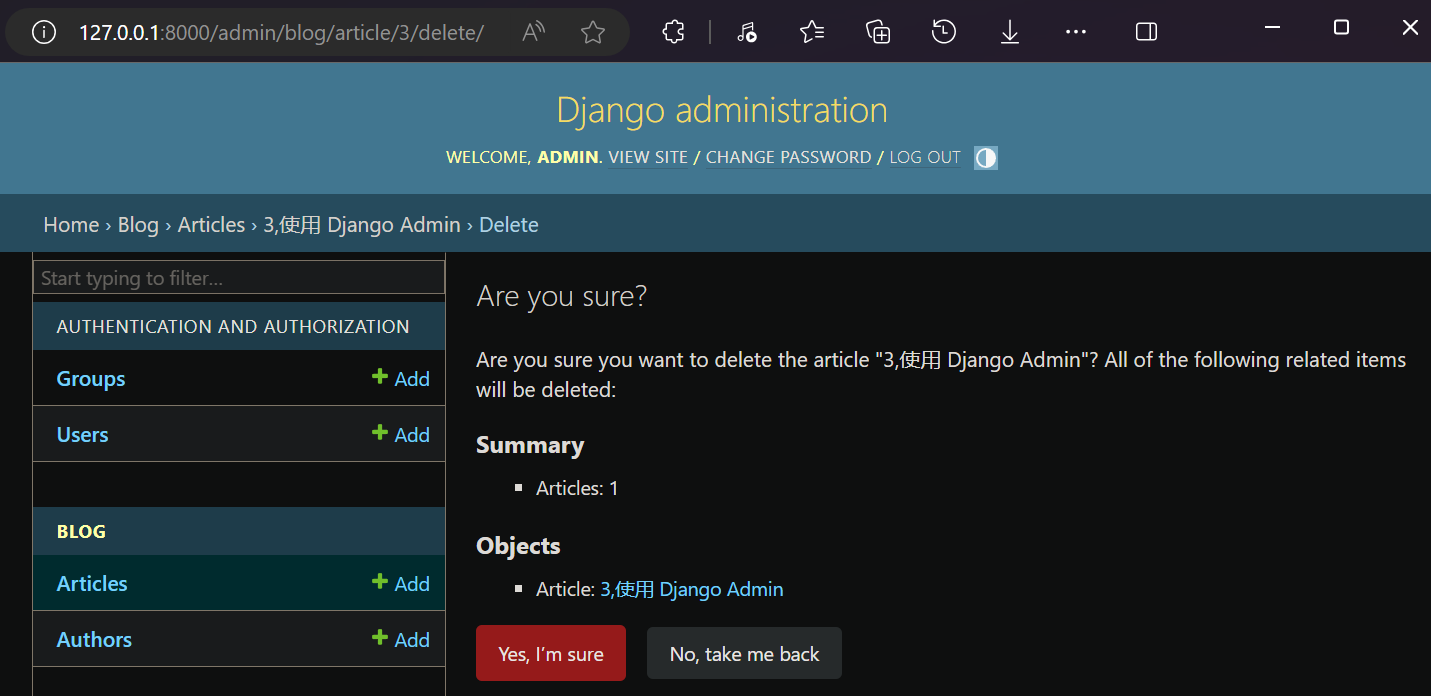 127.0.0.1:8000/admin/blog/article/3/delete/
Django administration
WELCOME, ADMIN. VIEW SITE / CHANGE PASSWORD / LOG OUT
Home › Blog › Articles › 3,使用 Django Admin › Delete
Start typing to filter...
AUTHENTICATION AND AUTHORIZATION
Groups Add
Users Add
BLOG
Articles Add
Authors Add
Are you sure?
Are you sure you want to delete the article "3,使用 Django Admin"? All of the following related items
will be deleted:
Summary
Articles: 1
Objects
Article: 3,使用 Django Admin
Yes, I’m sure No, take me back